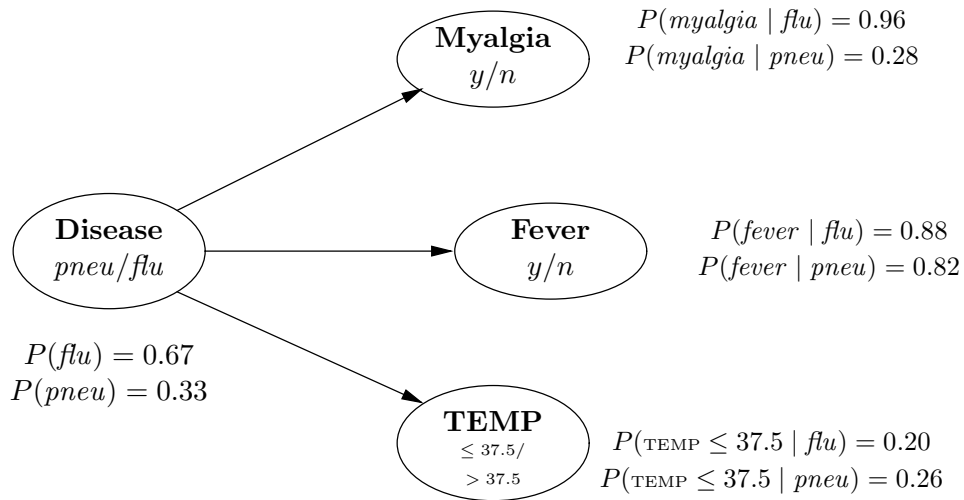 Myalgia
y/n
P(myalgia | flu) = 0.96
P(myalgia | pneu) = 0.28
Disease
pneu/flu
P(flu) = 0.67
P(pneu) = 0.33
Fever
y/n
P(fever | flu) = 0.88
P(fever | pneu) = 0.82
TEMP
≤ 37.5/
> 37.5
P(TEMP ≤ 37.5 | flu) = 0.20
P(TEMP ≤ 37.5 | pneu) = 0.26